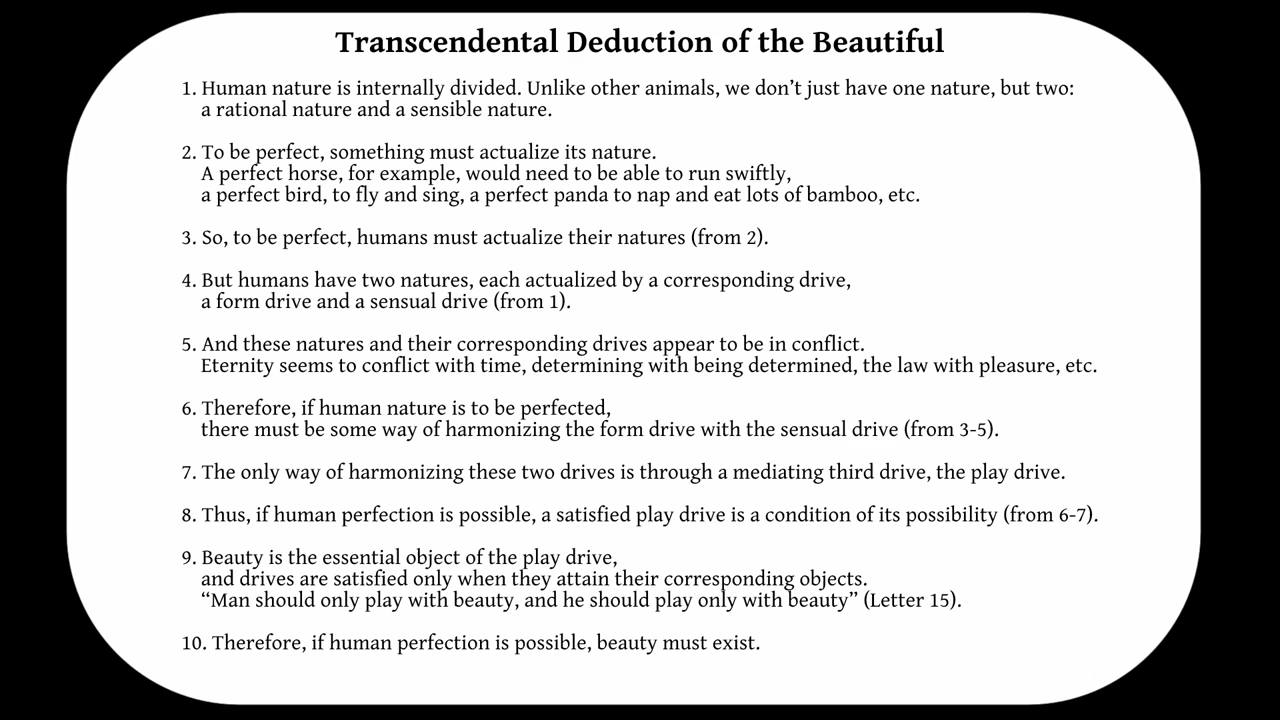 Transcendental Deduction of the Beautiful
1. Human nature is internally divided. Unlike other animals, we don’t just have one nature, but two:
a rational nature and a sensible nature.
2. To be perfect, something must actualize its nature.
A perfect horse, for example, would need to be able to run swiftly,
a perfect bird, to fly and sing, a perfect panda to nap and eat lots of bamboo, etc.
3. So, to be perfect, humans must actualize their natures (from 2).
4. But humans have two natures, each actualized by a corresponding drive,
a form drive and a sensual drive (from 1).
5. And these natures and their corresponding drives appear to be in conflict.
Eternity seems to conflict with time, determining with being determined, the law with pleasure, etc.
6. Therefore, if human nature is to be perfected,
there must be some way of harmonizing the form drive with the sensual drive (from 3-5).
7. The only way of harmonizing these two drives is through a mediating third drive, the play drive.
8. Thus, if human perfection is possible, a satisfied play drive is a condition of its possibility (from 6-7).
9. Beauty is the essential object of the play drive,
and drives are satisfied only when they attain their corresponding objects.
“Man should only play with beauty, and he should play only with beauty” (Letter 15).
10. Therefore, if human perfection is possible, beauty must exist.